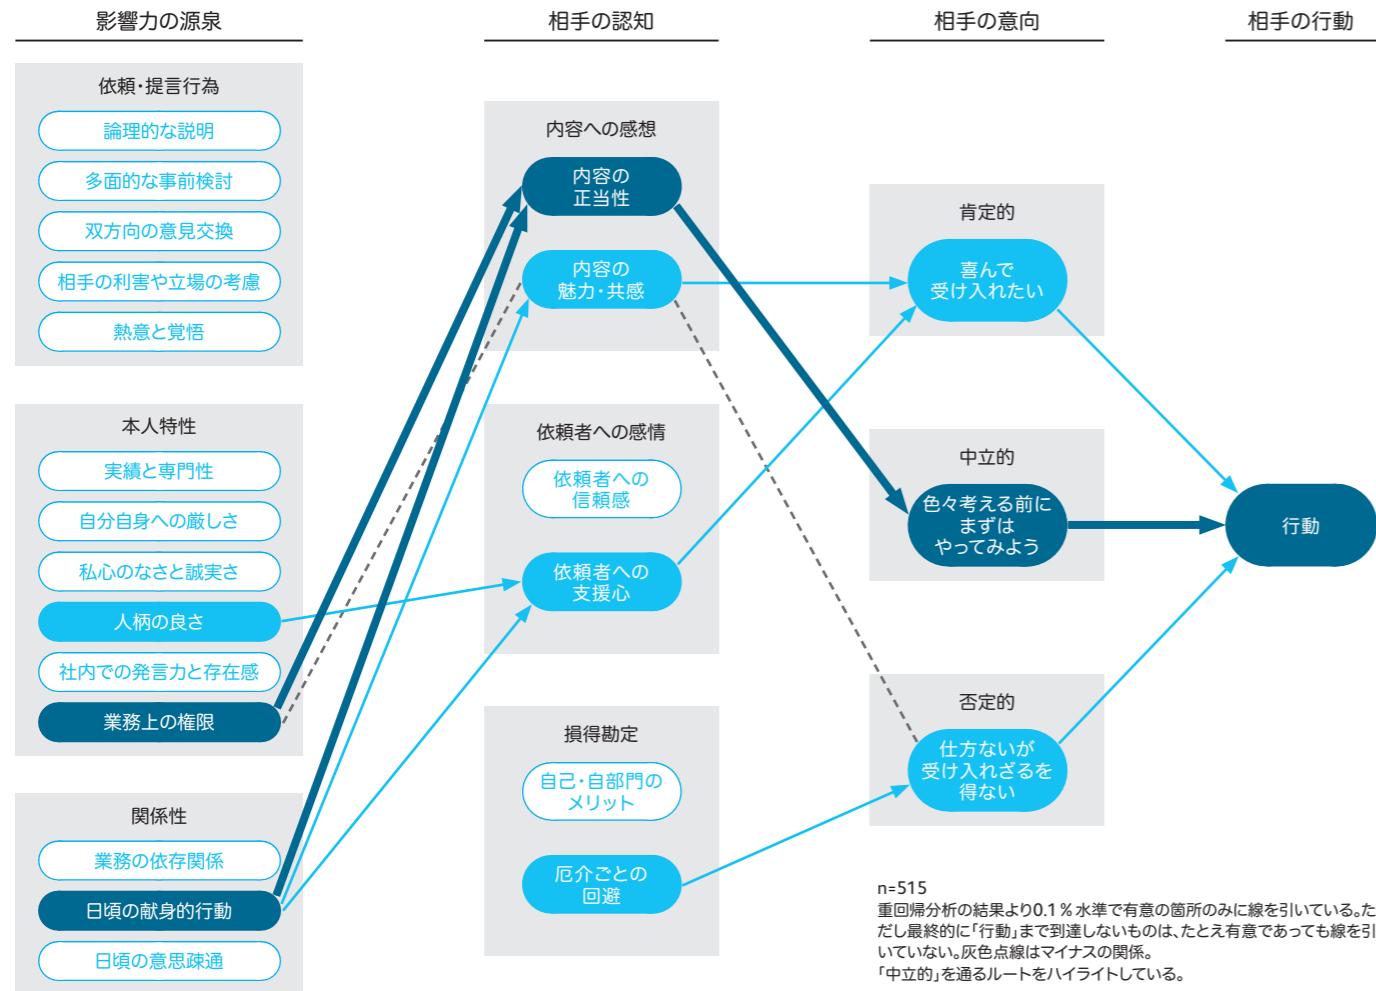 影響力の源泉
依頼・提言行為
論理的な説明
多面的な事前検討
双方向の意見交換
相手の利害や立場の考慮
熱意と覚悟
本人特性
実績と専門性
自分自身への厳しさ
私心のなさと誠実さ
人柄の良さ
社内での発言力と存在感
業務上の権限
関係性
業務の依存関係
日頃の献身的行動
日頃の意思疎通
相手の認知
内容への感想
内容の
正当性
内容の
魅力・共感
依頼者への感情
依頼者への
信頼感
依頼者への
支援心
損得勘定
自己・自部門の
メリット
厄介ごとの
回避
相手の意向
肯定的
喜んで
受け入れたい
中立的
色々考える前に
まずは
やってみよう
否定的
仕方ないが
受け入れざるを
得ない
相手の行動
行動
n=515
重回帰分析の結果より0.1%水準で有意の箇所のみに線を引いている。た
だし最終的に「行動」まで到達しないものは、たとえ有意であっても線を引
いていない。灰色点線はマイナスの関係。
「中立的」を通るルートをハイライトしている。